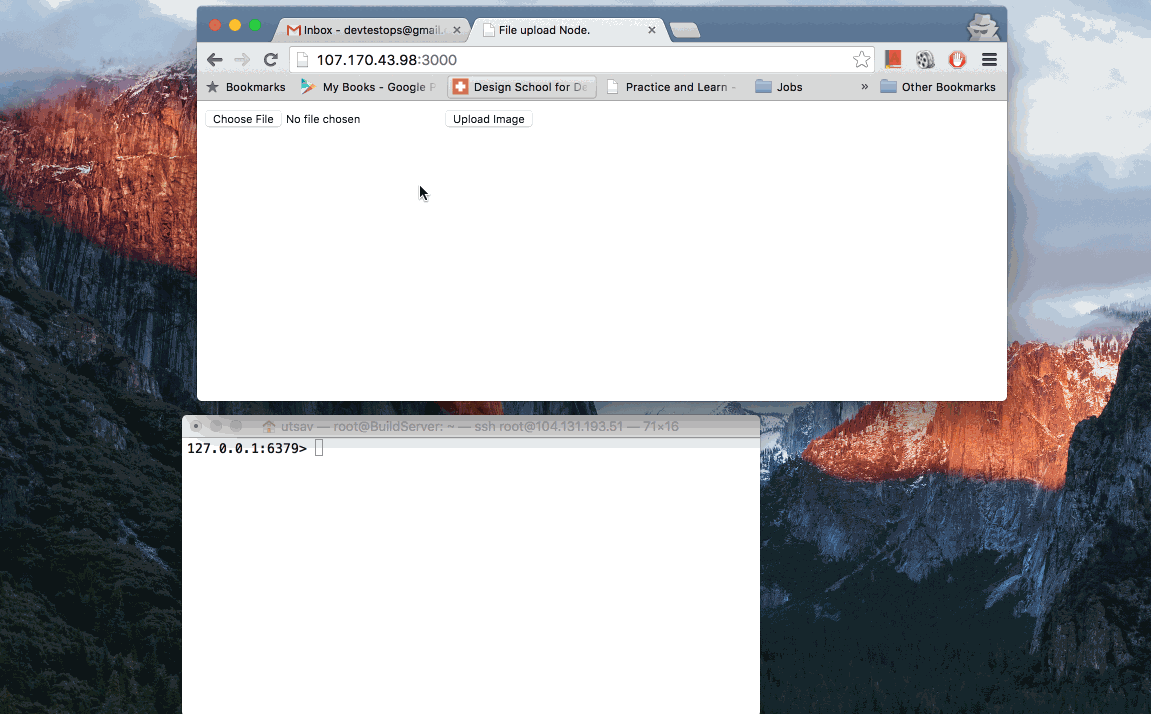 Inbox - devtestops@gmail.c
File upload Node.
107.170.43.98:3000
Bookmarks
My Books - Google P
Design School for De
Practice and Learn -
Jobs
»
Other Bookmarks
Choose File No file chosen
Upload Image
utsav — root@BuildServer: ~ — ssh root@104.131.193.51 — 71×16
127.0.0.1:6379>